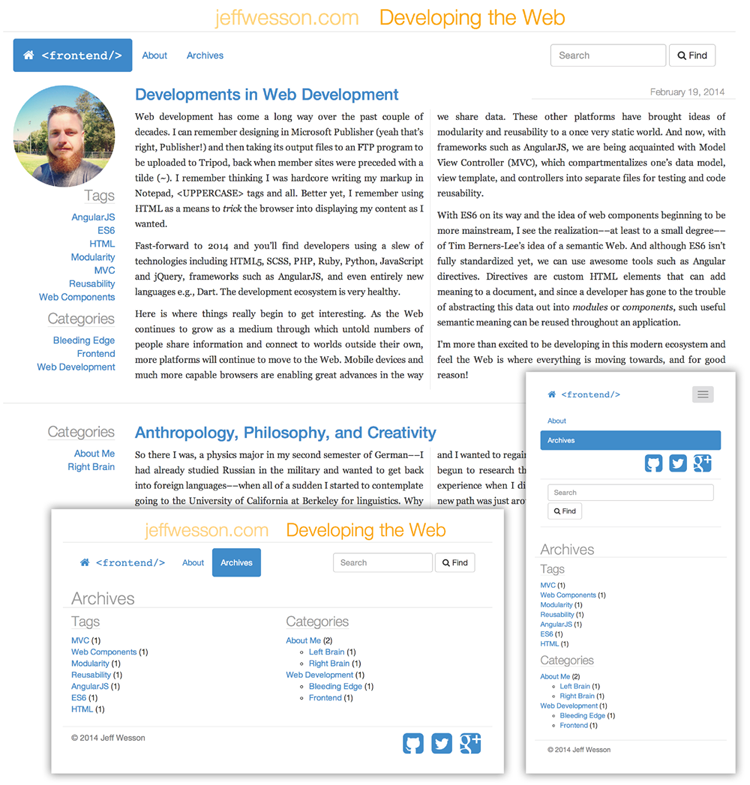 jeffwesson.com Developing the Web
<frontend/> About Archives Search Find
Developments in Web Development
February 19, 2014
Web development has come a long way over the past couple of
decades. I can remember designing in Microsoft Publisher (yeah that's
right, Publisher!) and then taking its output files to an FTP program to
be uploaded to Tripod, back when member sites were preceded with a
tilde (~). I remember thinking I was hardcore writing my markup in
Notepad, <UPPERCASE> tags and all. Better yet, I remember using
HTML as a means to trick the browser into displaying my content as I
wanted.
Fast-forward to 2014 and you'll find developers using a slew of
technologies including HTML5, SCSS, PHP, Ruby, Python, JavaScript
and jQuery, frameworks such as AngularJS, and even entirely new
languages e.g., Dart. The development ecosystem is very healthy.
Here is where things really begin to get interesting. As the Web
continues to grow as a medium through which untold numbers of
people share information and connect to worlds outside their own,
more platforms will continue to move to the Web. Mobile devices and
much more capable browsers are enabling great advances in the way
we share data. These other platforms have brought ideas of
modularity and reusability to a once very static world. And now, with
frameworks such as AngularJS, we are being acquainted with Model
View Controller (MVC), which compartmentalizes one's data model,
view template, and controllers into separate files for testing and code
reusability.
With ES6 on its way and the idea of web components beginning to be
more mainstream, I see the realization––at least to a small degree––
of Tim Berners-Lee's idea of a semantic Web. And although ES6 isn't
fully standardized yet, we can use awesome tools such as Angular
directives. Directives are custom HTML elements that can add
meaning to a document, and since a developer has gone to the trouble
of abstracting this data out into modules or components, such useful
semantic meaning can be reused throughout an application.
I'm more than excited to be developing in this modern ecosystem and
feel the Web is where everything is moving towards, and for good
reason!
Tags
AngularJS
ES6
HTML
Modularity
MVC
Reusability
Web Components
Categories
Bleeding Edge
Frontend
Web Development
Categories
About Me
Right Brain
Anthropology, Philosophy, and Creativity
So there I was, a physics major in my second semester of German––I
had already studied Russian in the military and wanted to get back
into foreign languages––when all of a sudden I started to contemplate
going to the University of California at Berkeley for linguistics. Why
and I wanted to regain
begun to research th
experience when I di
new path was just arou
jeffwesson.com Developing the Web
<frontend/> About Archives Search Find
Archives
Tags
MVC (1)
Web Components (1)
Modularity (1)
Reusability (1)
AngularJS (1)
ES6 (1)
HTML (1)
Categories
About Me (2)
Left Brain (1)
Right Brain (1)
Web Development (1)
Bleeding Edge (1)
Frontend (1)
© 2014 Jeff Wesson
<frontend/>
About
Archives
Search
Find
Archives
Tags
MVC (1)
Web Components (1)
Modularity (1)
Reusability (1)
AngularJS (1)
ES6 (1)
HTML (1)
Categories
About Me (2)
Left Brain (1)
Right Brain (1)
Web Development (1)
Bleeding Edge (1)
Frontend (1)
© 2014 Jeff Wesson